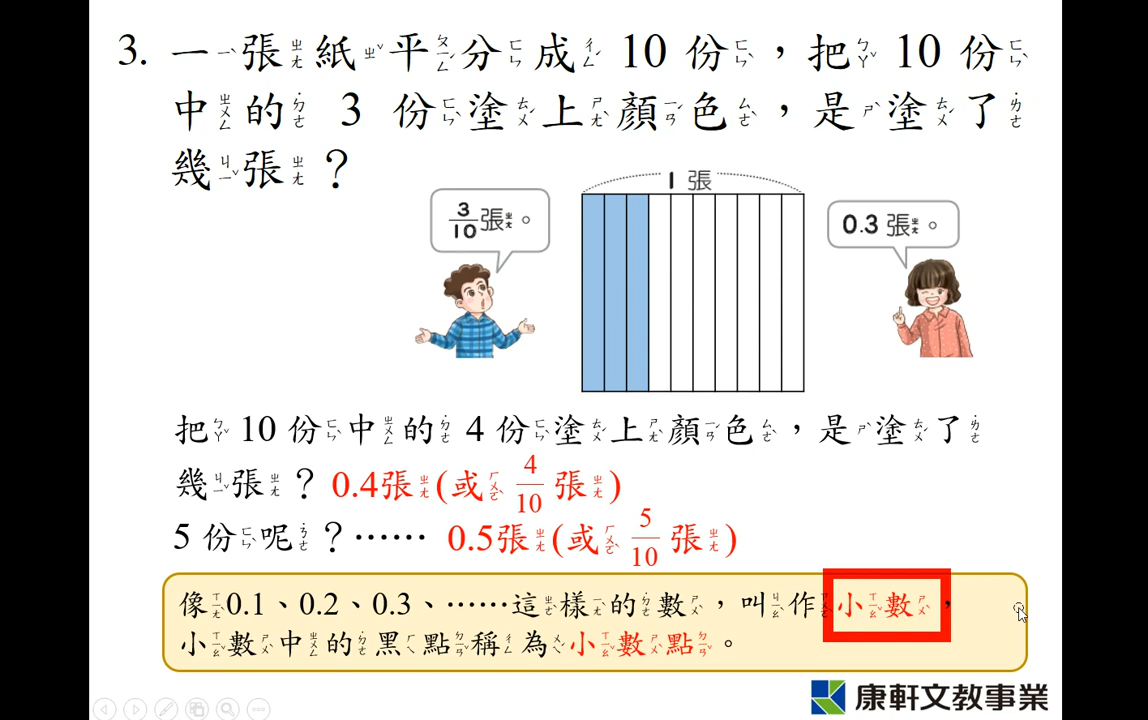 3. 一張紙平分成 10 份，把 10 份
中的 3 份塗上顏色，是塗了
幾張？
1 張
3/10張。
0.3 張。
把 10 份中的 4 份塗上顏色，是塗了
幾張？0.4張(或 4/10 張)
5 份呢？…… 0.5張(或 5/10 張)
像0.1、0.2、0.3、……這樣的數，叫作小數，
小數中的黑點稱為小數點。
康軒文教事業